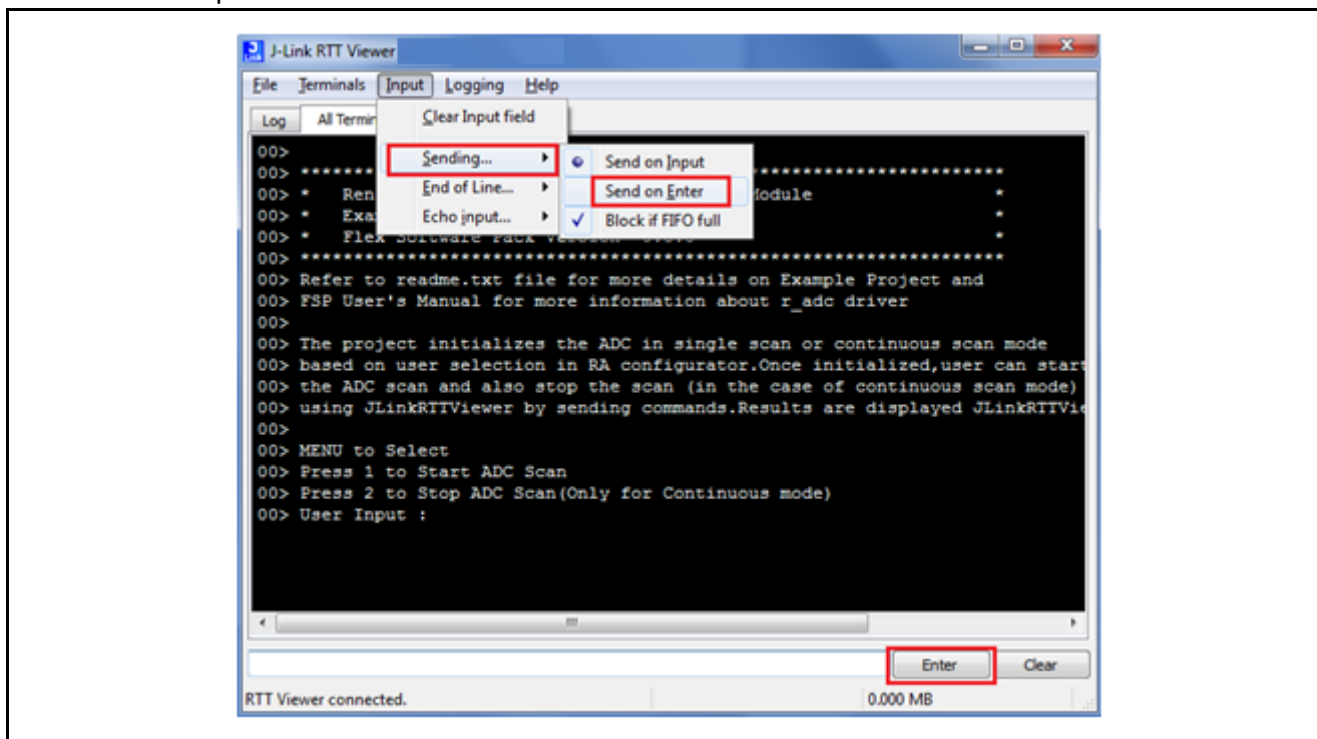 J-Link RTT Viewer
File Terminals Input Logging Help
Log All Termin
Clear Input field
Sending...
End of Line...
Echo input...
Send on Input
Send on Enter
Block if FIFO full
00>
00> ********************************
00> * Ren Module *
00> * Exa *
00> * Flex Software Pack *
00> ********************************************************************
00> Refer to readme.txt file for more details on Example Project and
00> FSP User's Manual for more information about r_adc driver
00>
00> The project initializes the ADC in single scan or continuous scan mode
00> based on user selection in RA configurator.Once initialized,user can start
00> the ADC scan and also stop the scan (in the case of continuous scan mode)
00> using JLinkRTTViewer by sending commands.Results are displayed JLinkRTTVie
00>
00> MENU to Select
00> Press 1 to Start ADC Scan
00> Press 2 to Stop ADC Scan(Only for Continuous mode)
00> User Input :
Enter Clear
RTT Viewer connected. 0.000 MB